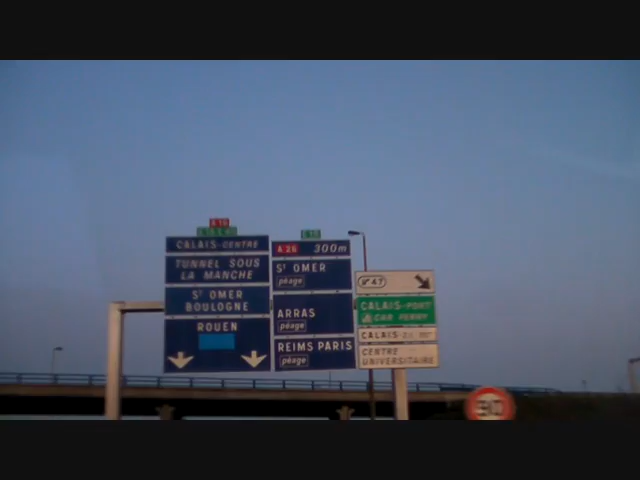 A 16
CALAIS-CENTRE
TUNNEL SOUS
LA MANCHE
ST OMER
BOULOGNE
ROUEN
E 15
A 26 300m
ST OMER
péage
ARRAS
péage
REIMS PARIS
péage
47
CALAIS-PORT
CAR FERRY
CALAIS-Z.I.
CENTRE
UNIVERSITAIRE
90